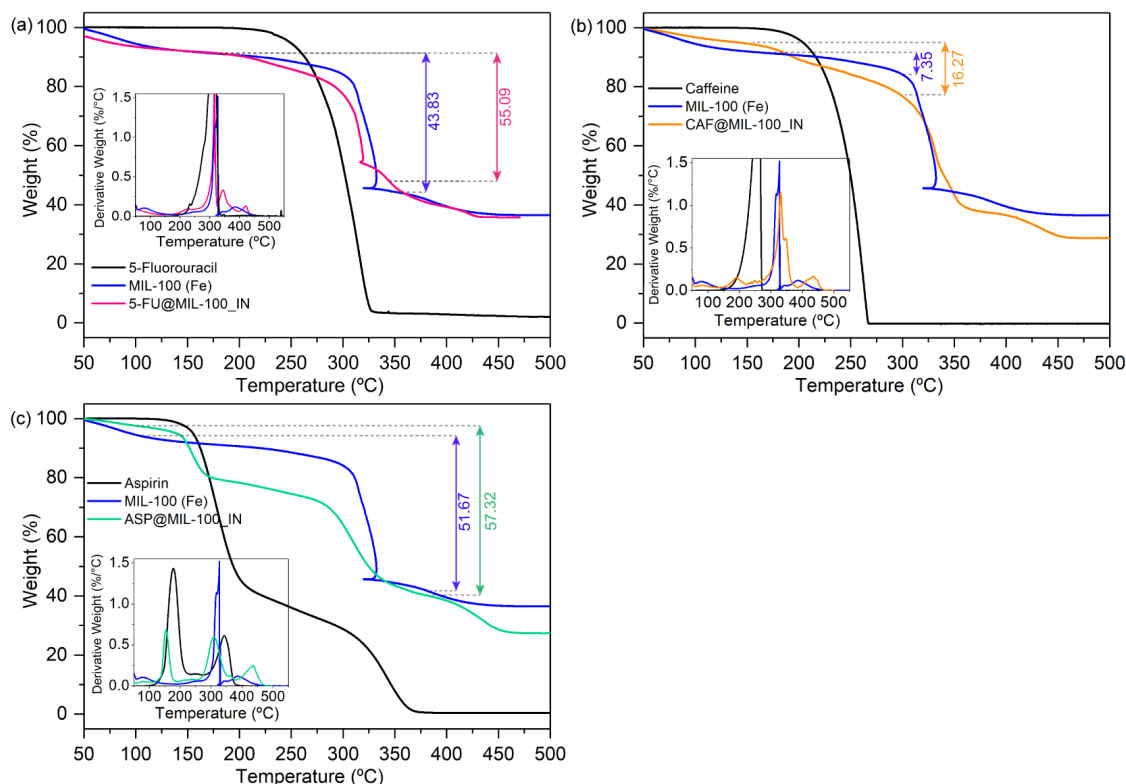 (a)
100
80
60
40
20
0
Weight (%)
50 100 150 200 250 300 350 400 450 500
Temperature (ºC)
43.83
55.09
1.5
1.0
0.5
0.0
Derivative Weight (%/°C)
100 200 300 400 500
Temperature (ºC)
5-Fluorouracil
MIL-100 (Fe)
5-FU@MIL-100_IN
(b)
100
80
60
40
20
0
Weight (%)
50 100 150 200 250 300 350 400 450 500
Temperature (ºC)
7.35
16.27
Caffeine
MIL-100 (Fe)
CAF@MIL-100_IN
1.5
1.0
0.5
0.0
Derivative Weight (%/°C)
100 200 300 400 500
Temperature (ºC)
(c)
100
80
60
40
20
0
Weight (%)
50 100 150 200 250 300 350 400 450 500
Temperature (ºC)
51.67
57.32
Aspirin
MIL-100 (Fe)
ASP@MIL-100_IN
1.5
1.0
0.5
0.0
Derivative Weight (%/°C)
100 200 300 400 500
Temperature (ºC)